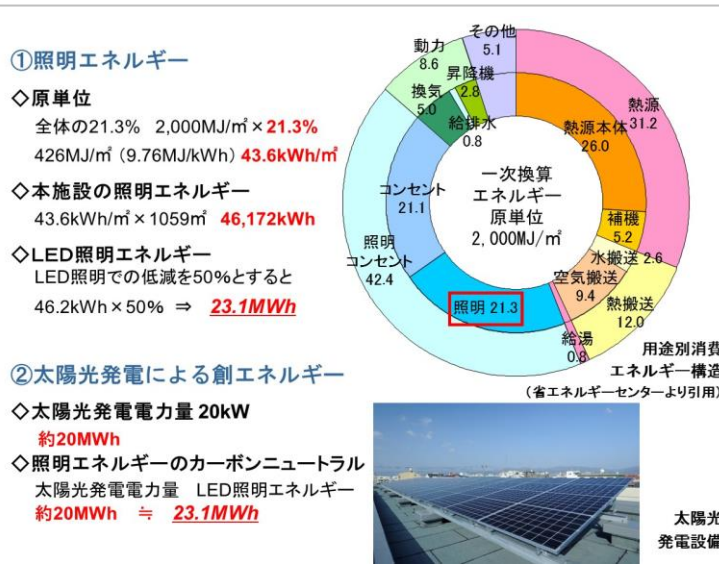 ①照明エネルギー
◇原単位
全体の21.3% 2,000MJ/㎡×21.3%
426MJ/㎡ (9.76MJ/kWh) 43.6kWh/㎡
◇本施設の照明エネルギー
43.6kWh/㎡×1059㎡ 46,172kWh
◇LED照明エネルギー
LED照明での低減を50%とすると
46.2kWh×50% ⇒ 23.1MWh
②太陽光発電による創エネルギー
◇太陽光発電電力量 20kW
約20MWh
◇照明エネルギーのカーボンニュートラル
太陽光発電電力量 LED照明エネルギー
約20MWh ≒ 23.1MWh
その他
5.1
動力
8.6
昇降機
2.8
換気
5.0
給排水
0.8
熱源
31.2
熱源本体
26.0
一次換算
エネルギー
原単位
2,000MJ/㎡
コンセント
21.1
補機
5.2
水搬送 2.6
空気搬送
9.4
照明
コンセント
42.4
照明 21.3
熱搬送
12.0
給湯
0.8
用途別消費
エネルギー構造
(省エネルギーセンターより引用)
太陽光
発電設備